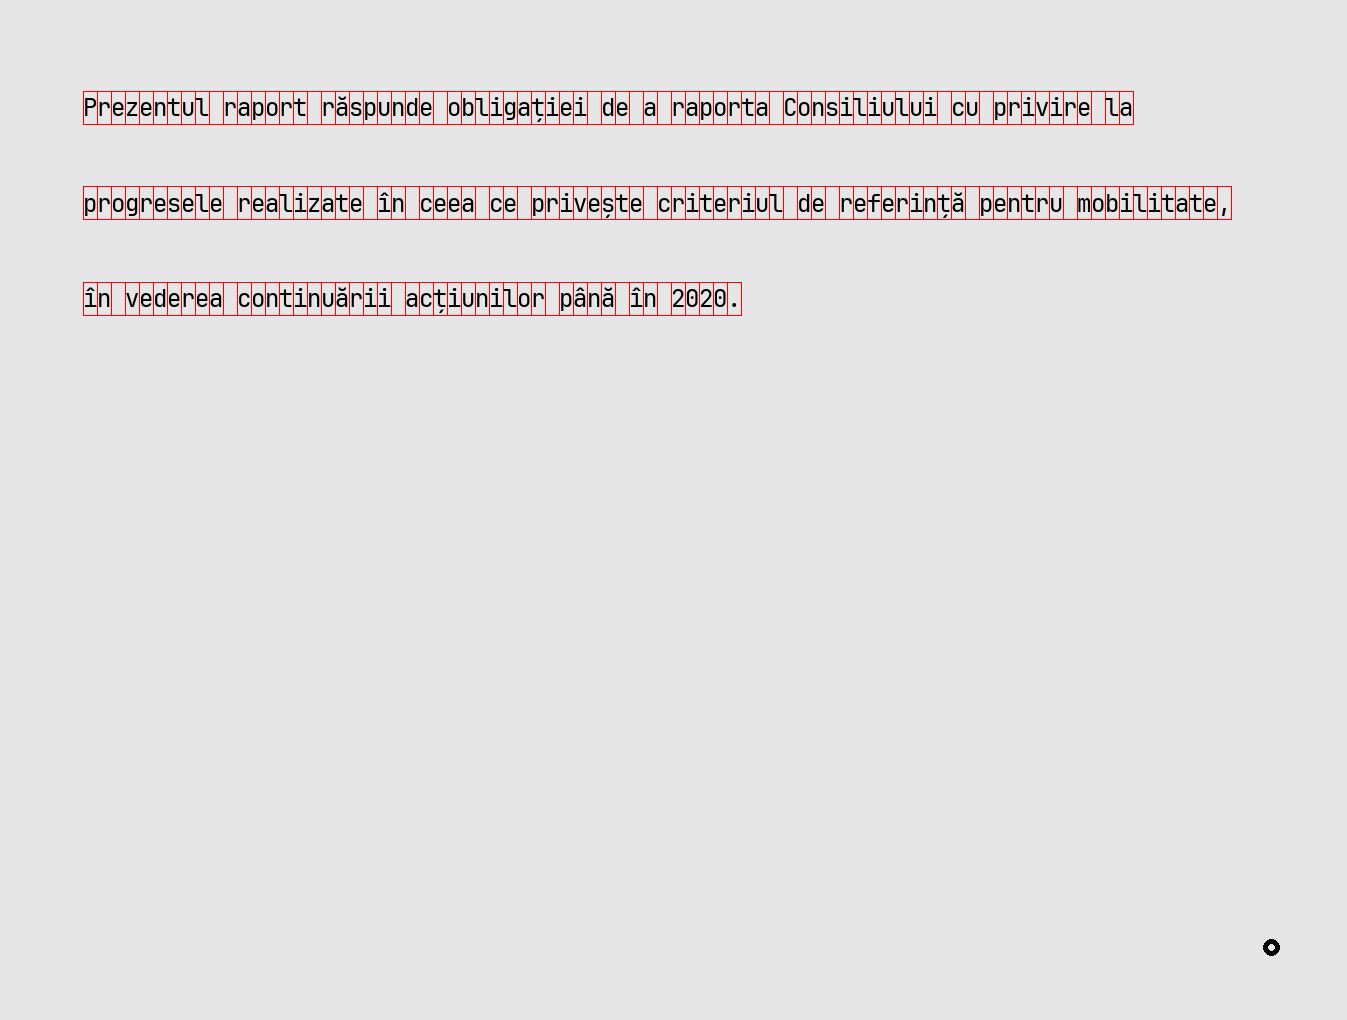 Prezentul raport răspunde obligației de a raporta Consiliului cu privire la
progresele realizate în ceea ce privește criteriul de referință pentru mobilitate,
în vederea continuării acțiunilor până în 2020.